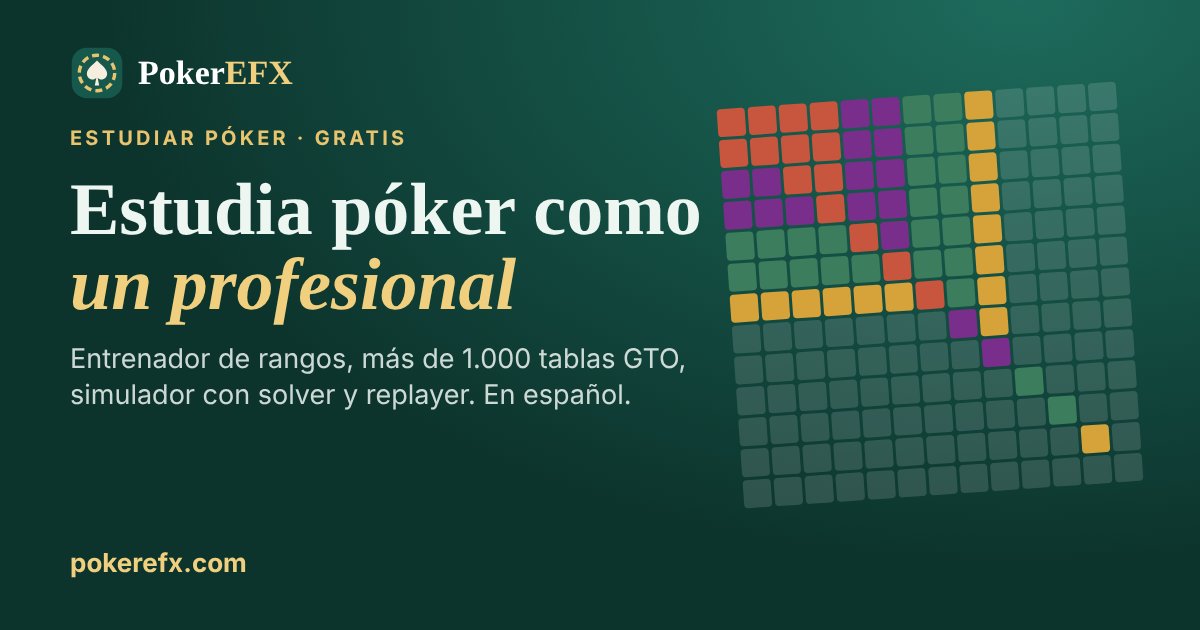 PokerEFX
ESTUDIAR PÓKER · GRATIS
Estudia póker como
un profesional
Entrenador de rangos, más de 1.000 tablas GTO,
simulador con solver y replayer. En español.
pokerefx.com